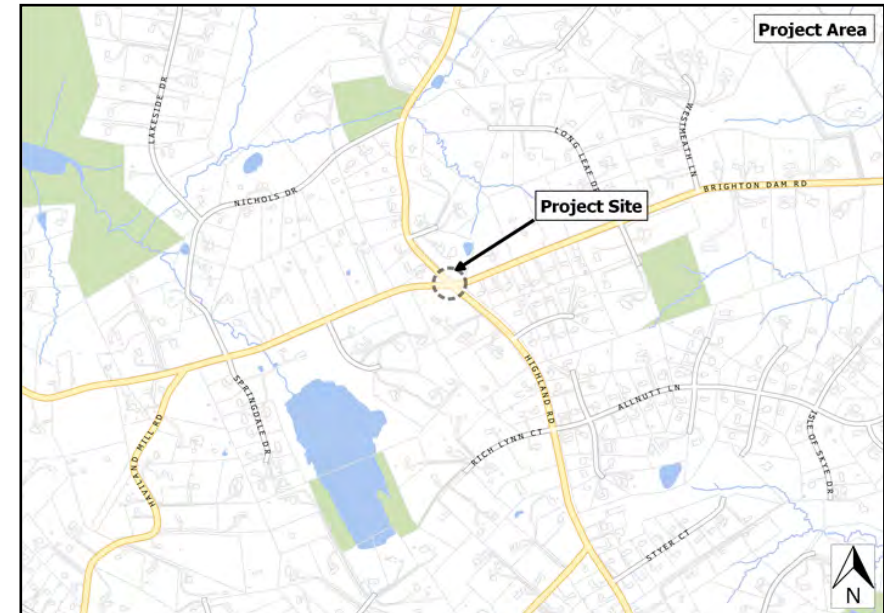 Project Area
LAKESIDE DR
WESTMEATH LN
LONG LEAF DR
NICHOLS DR
BRIGHTON DAM RD
Project Site
HIGHLAND RD
SPRINGDALE DR
ALLNUTT LN
HAVILAND MILL RD
RICH LYNN CT
ISLE OF SKYE DR
STYER CT
N